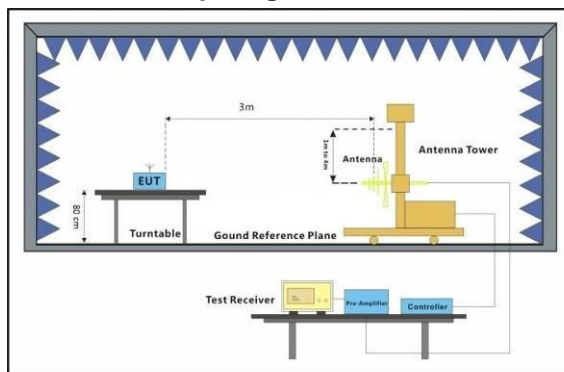 3m
1m to 4m
Antenna
Antenna Tower
EUT
80 cm
Turntable
Gound Reference Plane
Test Receiver
Pre-Amplifier
Controller